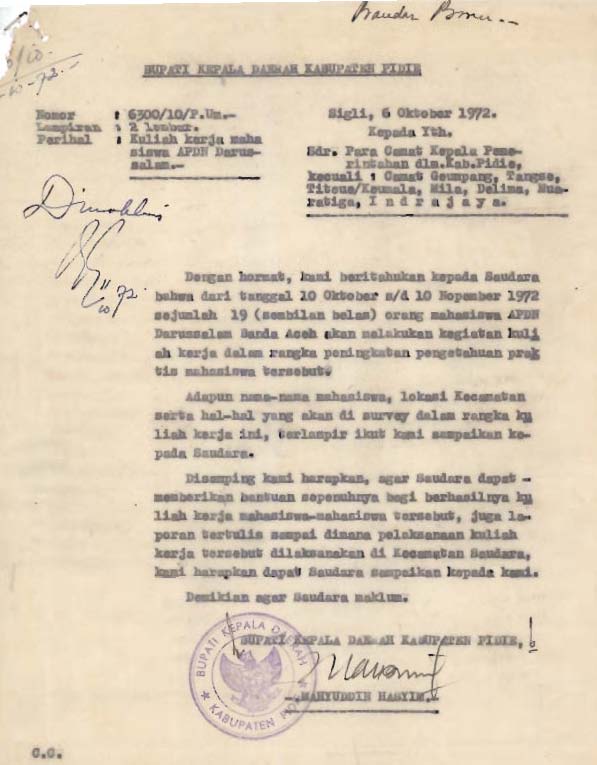 BUPATI KEPALA DAERAH KABUPATEN PIDIE
Nomor : 6300/10/P.Um.-
Lampiran : 2 lembar.
Perihal : Kuliah kerja maha
siswa APDN Darus-
salam.-
Sigli, 6 Oktober 1972.
Kepada Yth.
Sdr. Para Camat Kepala Peme-
rintahan dlm.Kab.Pidie,
kecuali : Camat Geumpang, Tangse,
Titeue/Keumala, Mila, Delima, Mua-
ratiga, I n d r a j a y a.
Dengan hormat, kami beritahukan kepada Saudara
bahwa dari tanggal 10 Oktober s/d 10 Nopember 1972
sejumlah 19 (sembilan belas) orang mahasiswa APDN
Darussalam Banda Aceh akan melakukan kegiatan kuli
ah kerja dalam rangka peningkatan pengetahuan prak
tis mahasiswa tersebut.
Adapun nama-nama mahasiswa, lokasi Kecamatan
serta hal-hal yang akan di survey dalam rangka ku
liah kerja ini, terlampir ikut kami sampaikan ke-
pada Saudara.
Disamping kami harapkan, agar Saudara dapat -
memberikan bantuan sepenuhnya bagi berhasilnya ku
liah kerja mahasiswa-mahasiswa tersebut, juga la-
poran tertulis sampai dimana pelaksanaan kuliah
kerja tersebut dilaksanakan di Kecamatan Saudara,
kami harapkan dapat Saudara sampaikan kepada kami.
Demikian agar Saudara maklum.
BUPATI KEPALA DAERAH KABUPATEN PIDIE,
BUPATI KEPALA DAERAH
KABUPATEN PIDIE
-MAHYUDDIN HASYIM.-
C.C.